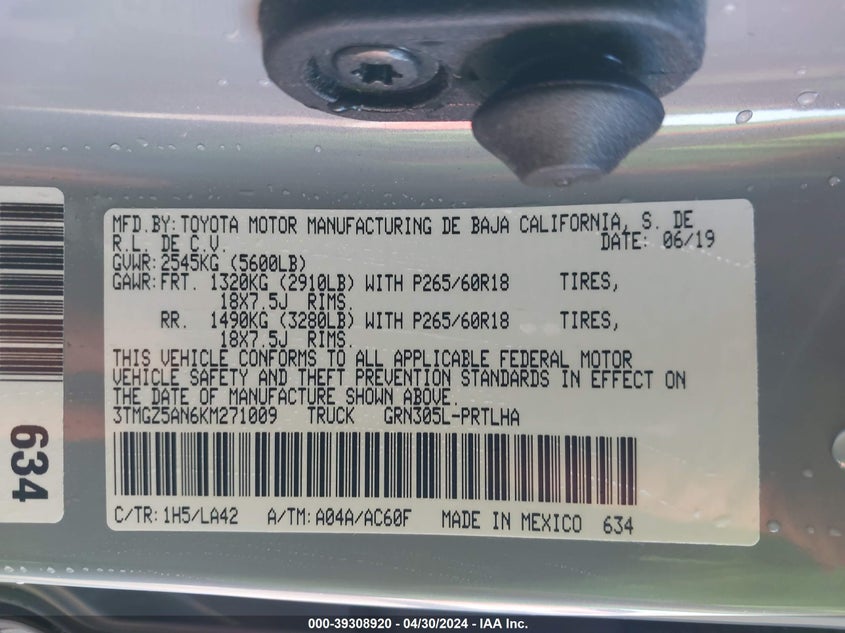 MFD.BY: TOYOTA MOTOR MANUFACTURING DE BAJA CALIFORNIA, S. DE
R.L. DE C.V. DATE: 06/19
GVWR: 2545KG (5600LB)
GAWR: FRT. 1320KG (2910LB) WITH P265/60R18 TIRES,
18X7.5J RIMS.
RR. 1490KG (3280LB) WITH P265/60R18 TIRES,
18X7.5J RIMS.
THIS VEHICLE CONFORMS TO ALL APPLICABLE FEDERAL MOTOR
VEHICLE SAFETY AND THEFT PREVENTION STANDARDS IN EFFECT ON
THE DATE OF MANUFACTURE SHOWN ABOVE.
3TMGZ5AN6KM271009 TRUCK GRN305L-PRTLHA
C/TR: 1H5/LA42 A/TM: A04A/AC60F MADE IN MEXICO 634
634
000-39308920 - 04/30/2024 - IAA Inc.